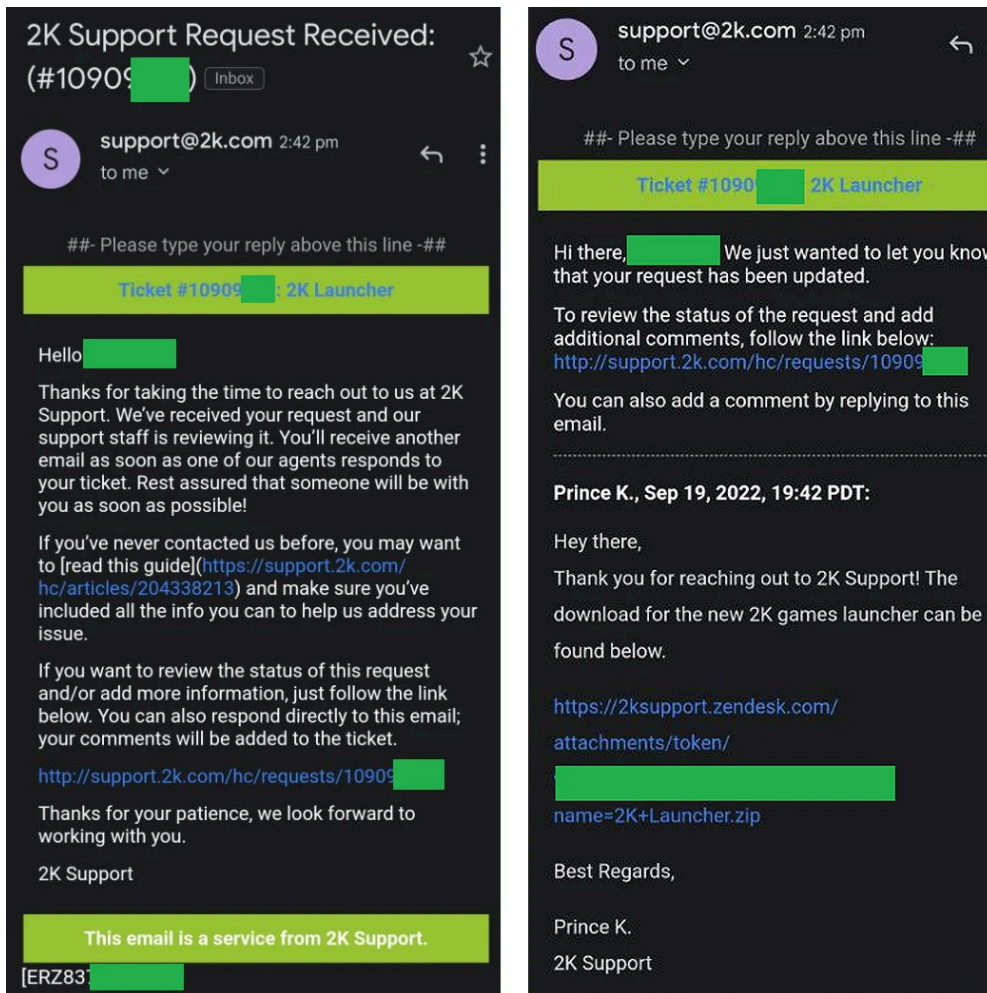 2K Support Request Received:
(#10909 ) Inbox
S
support@2k.com 2:42 pm
to me
##- Please type your reply above this line -##
Ticket #10909 : 2K Launcher
Hello
Thanks for taking the time to reach out to us at 2K
Support. We've received your request and our
support staff is reviewing it. You'll receive another
email as soon as one of our agents responds to
your ticket. Rest assured that someone will be with
you as soon as possible!
If you've never contacted us before, you may want
to [read this guide](https://support.2k.com/
hc/articles/204338213) and make sure you've
included all the info you can to help us address your
issue.
If you want to review the status of this request
and/or add more information, just follow the link
below. You can also respond directly to this email;
your comments will be added to the ticket.
http://support.2k.com/hc/requests/10909
Thanks for your patience, we look forward to
working with you.
2K Support
This email is a service from 2K Support.
[ERZ837
S
support@2k.com 2:42 pm
to me
##- Please type your reply above this line -##
Ticket #1090 2K Launcher
Hi there, We just wanted to let you know
that your request has been updated.
To review the status of the request and add
additional comments, follow the link below:
http://support.2k.com/hc/requests/10909
You can also add a comment by replying to this
email.
Prince K., Sep 19, 2022, 19:42 PDT:
Hey there,
Thank you for reaching out to 2K Support! The
download for the new 2K games launcher can be
found below.
https://2ksupport.zendesk.com/
attachments/token/
name=2K+Launcher.zip
Best Regards,
Prince K.
2K Support